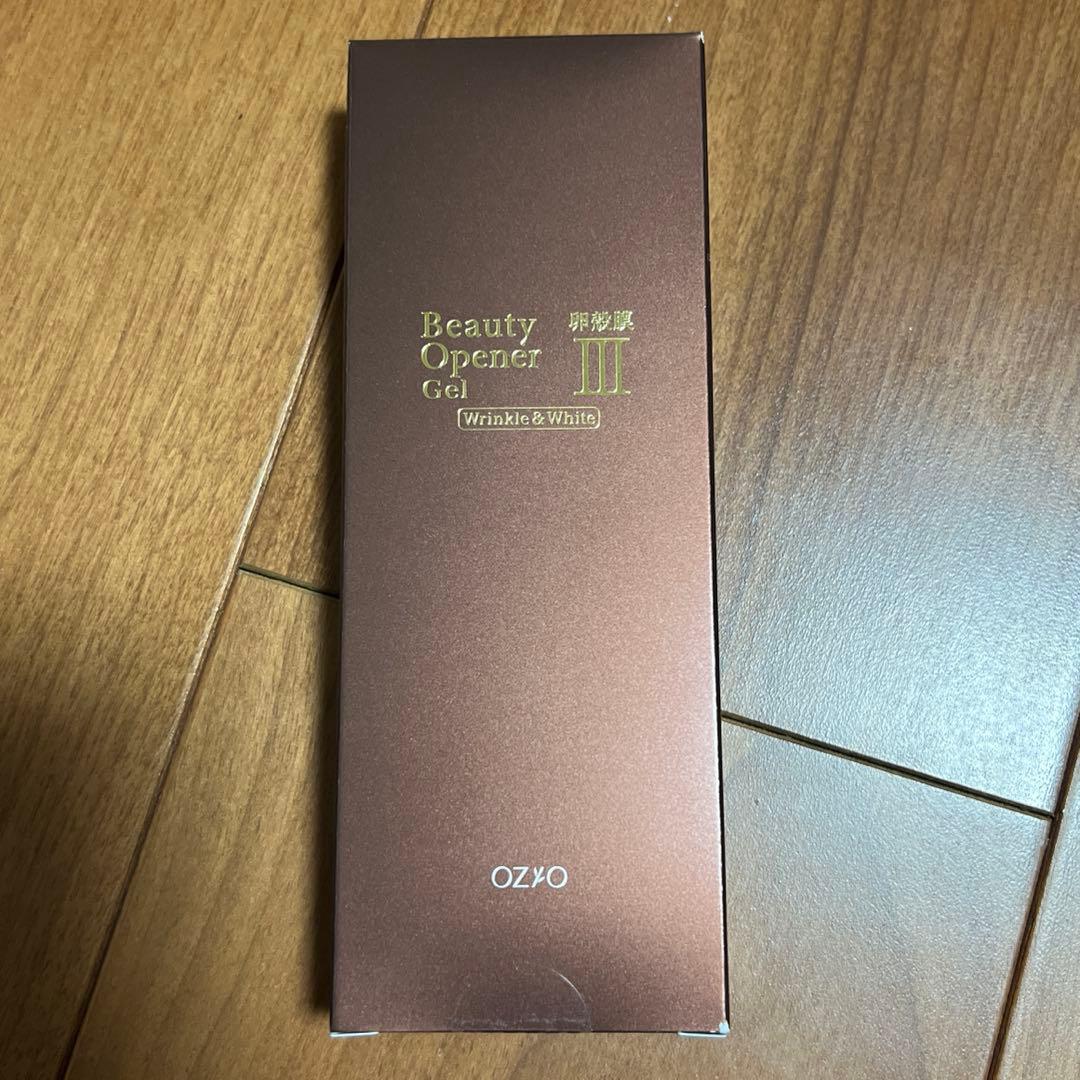 Beauty
Opener
Gel
卵殻膜
III
Wrinkle&White
OZIO